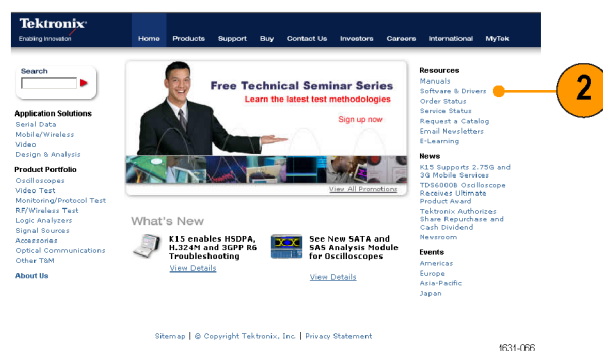 Tektronix
Enabling Innovation
Home Products Support Buy Contact Us Investors Careers International MyTek
Search
Application Solutions
Serial Data
Mobile/Wireless
Video
Design & Analysis
Product Portfolio
Oscilloscopes
Video Test
Monitoring/Protocol Test
RF/Wireless Test
Logic Analyzers
Signal Sources
Accessories
Optical Communications
Other T&M
About Us
Free Technical Seminar Series
Learn the latest test methodologies
Sign up now
View All Promotions
What's New
K15 enables HSDPA,
H.324M and 3GPP R6
Troubleshooting
View Details
See New SATA and
SAS Analysis Module
for Oscilloscopes
View Details
Resources
Manuals
Software & Drivers
Order Status
Service Status
Request a Catalog
Email Newsletters
E-Learning
News
K15 Supports 2.75G and
3G Mobile Services
TDS6000B Oscilloscope
Receives Ultimate
Product Award
Tektronix Authorizes
Share Repurchase and
Cash Dividend
Newsroom
Events
Americas
Europe
Asia-Pacific
Japan
2
Sitemap | © Copyright Tektronix, Inc. | Privacy Statement
1631-066